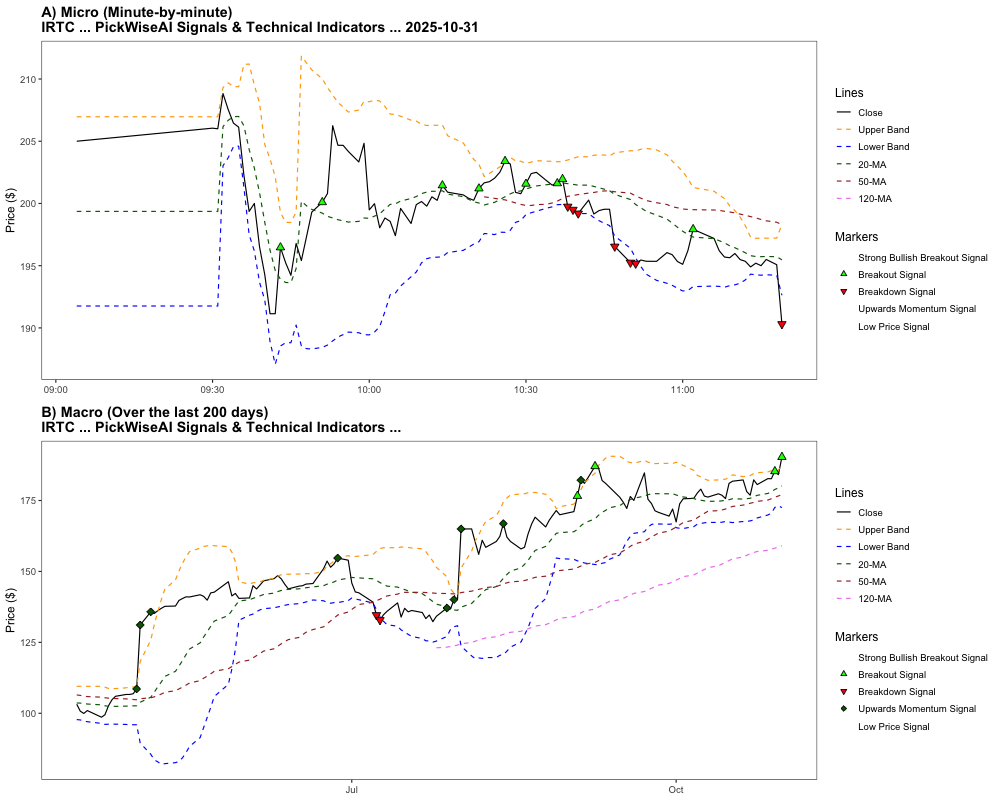 A) Micro (Minute-by-minute)
IRTC ... PickWiseAI Signals & Technical Indicators ... 2025-10-31
Price ($)
210
205
200
195
190
09:00
09:30
10:00
10:30
11:00
Lines
Close
Upper Band
Lower Band
20-MA
50-MA
120-MA
Markers
Strong Bullish Breakout Signal
Breakout Signal
Breakdown Signal
Upwards Momentum Signal
Low Price Signal
B) Macro (Over the last 200 days)
IRTC ... PickWiseAI Signals & Technical Indicators ...
Price ($)
175
150
125
100
Jul
Oct
Lines
Close
Upper Band
Lower Band
20-MA
50-MA
120-MA
Markers
Strong Bullish Breakout Signal
Breakout Signal
Breakdown Signal
Upwards Momentum Signal
Low Price Signal